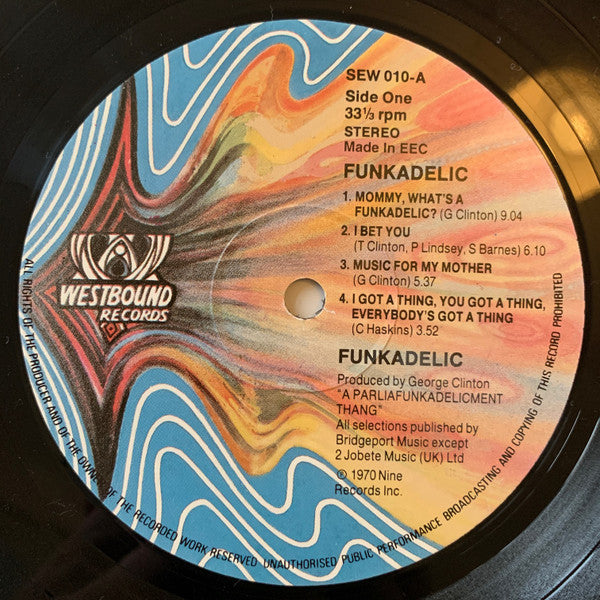 SEW 010-A
Side One
33⅓ rpm
STEREO
Made In EEC
FUNKADELIC
1. MOMMY, WHAT'S A
FUNKADELIC? (G Clinton) 9.04
2. I BET YOU
(T Clinton, P Lindsey, S Barnes) 6.10
3. MUSIC FOR MY MOTHER
(G Clinton) 5.37
4. I GOT A THING, YOU GOT A THING,
EVERYBODY'S GOT A THING
(C Haskins) 3.52
FUNKADELIC
Produced by George Clinton
"A PARLIAFUNKADELICMENT
THANG"
All selections published by
Bridgeport Music except
2 Jobete Music (UK) Ltd
℗ 1970 Nine
Records Inc.
WESTBOUND
RECORDS
ALL RIGHTS OF THE PRODUCER AND OF THE OWNER OF THE RECORDED WORK RESERVED UNAUTHORISED PUBLIC PERFORMANCE BROADCASTING AND COPYING OF THIS RECORD PROHIBITED